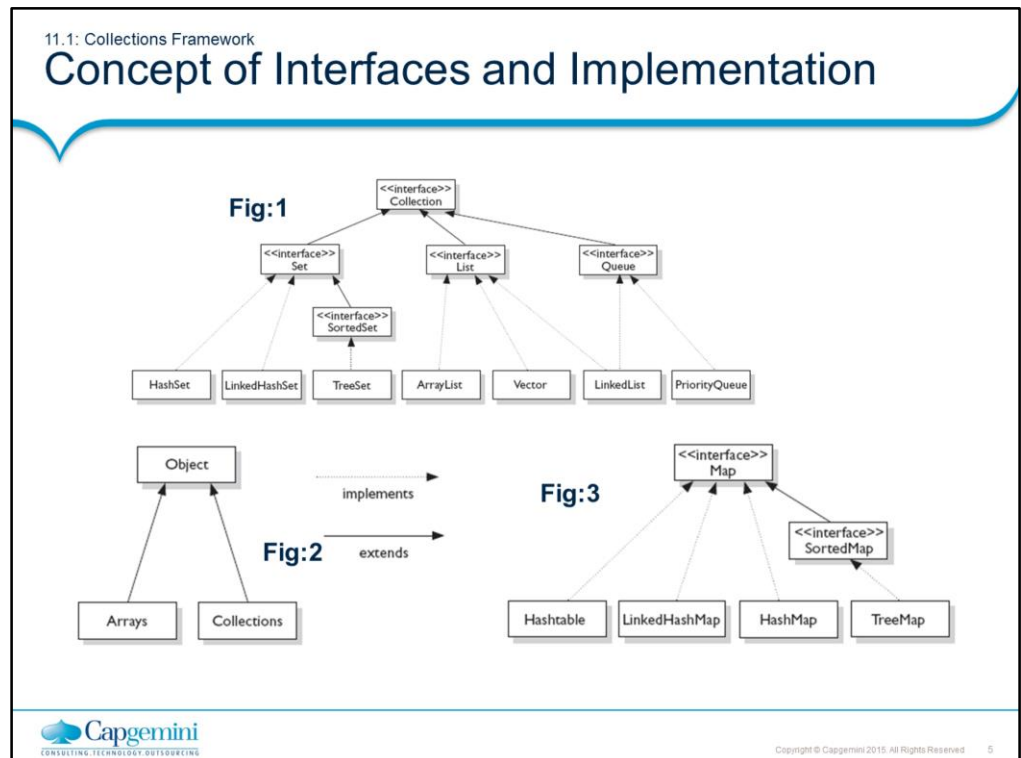 11.1: Collections Framework
Concept of Interfaces and Implementation
Fig:1
<<interface>>
Collection
<<interface>>
Set
<<interface>>
List
<<interface>>
Queue
<<interface>>
SortedSet
HashSet
LinkedHashSet
TreeSet
ArrayList
Vector
LinkedList
PriorityQueue
Object
implements
Fig:2
extends
Arrays
Collections
Fig:3
<<interface>>
Map
<<interface>>
SortedMap
Hashtable
LinkedHashMap
HashMap
TreeMap
Capgemini
CONSULTING.TECHNOLOGY.OUTSOURCING
Copyright © Capgemini 2015. All Rights Reserved 5